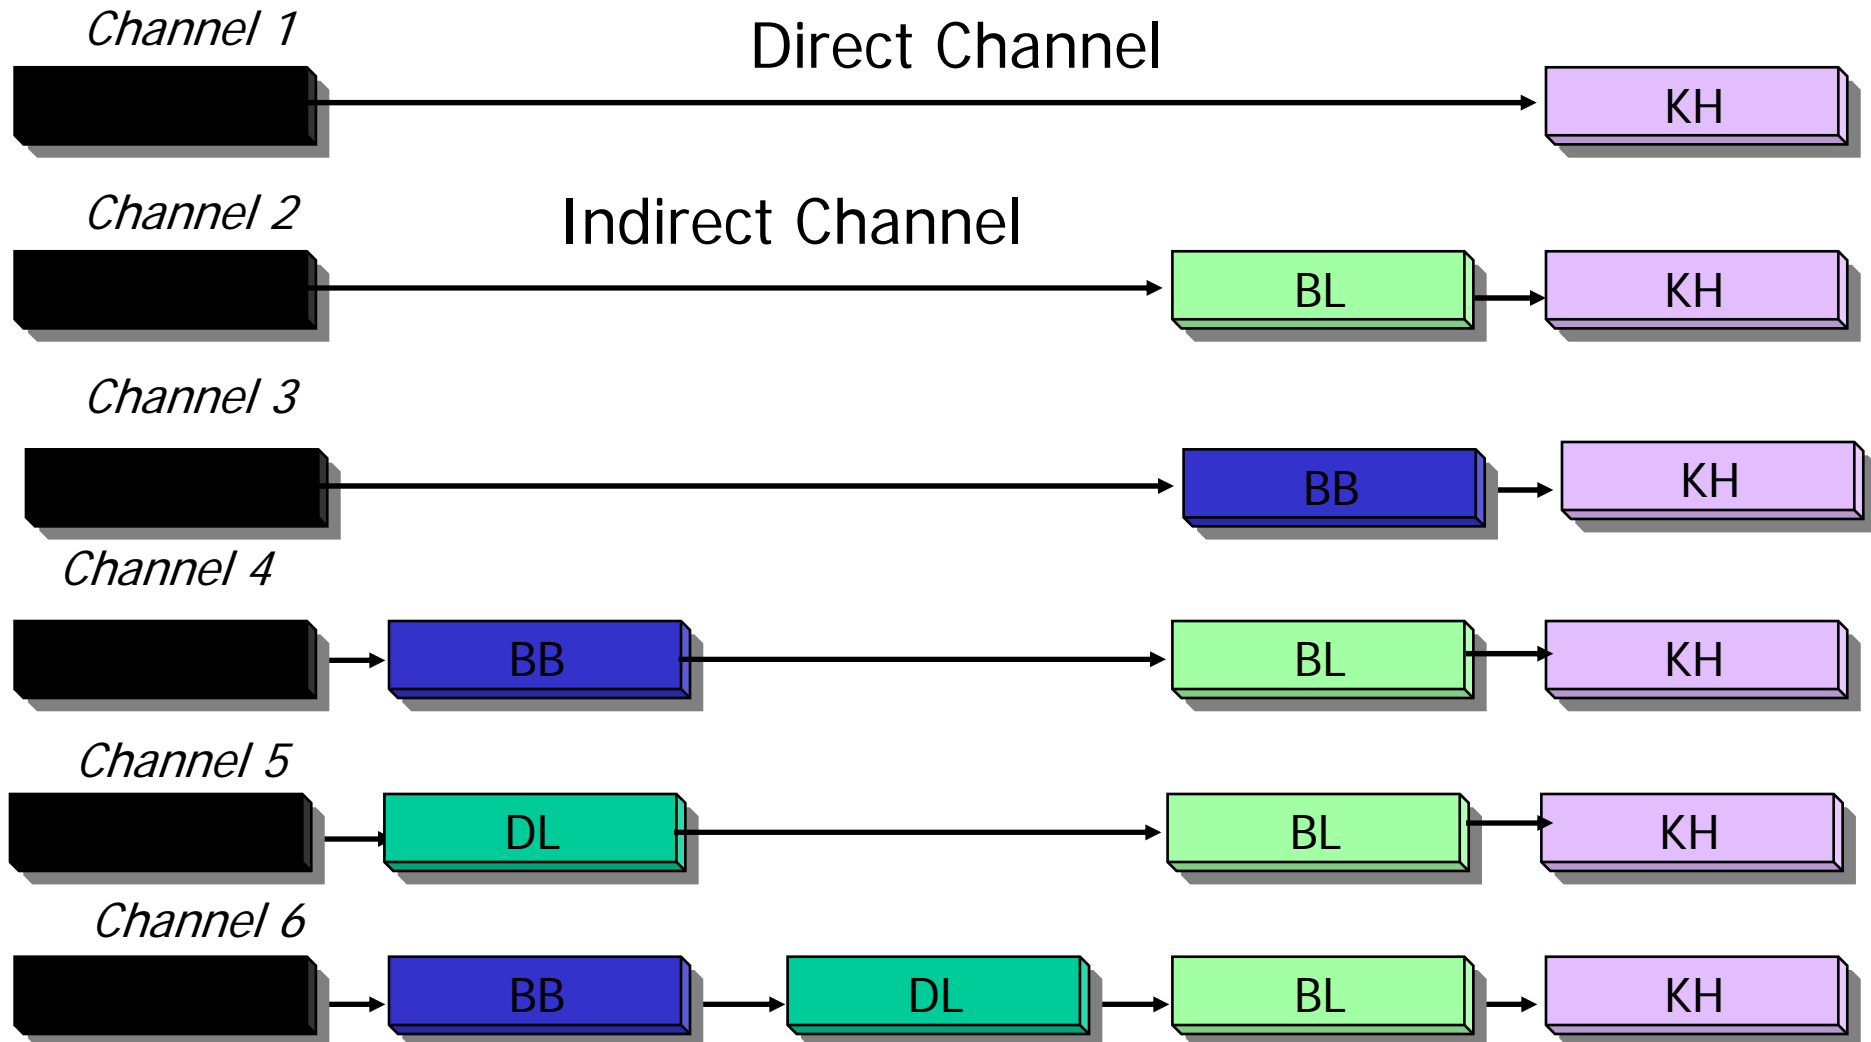 Channel 1
Direct Channel
KH
Channel 2
Indirect Channel
BL KH
Channel 3
BB KH
Channel 4
BB BL KH
Channel 5
DL BL KH
Channel 6
BB DL BL KH